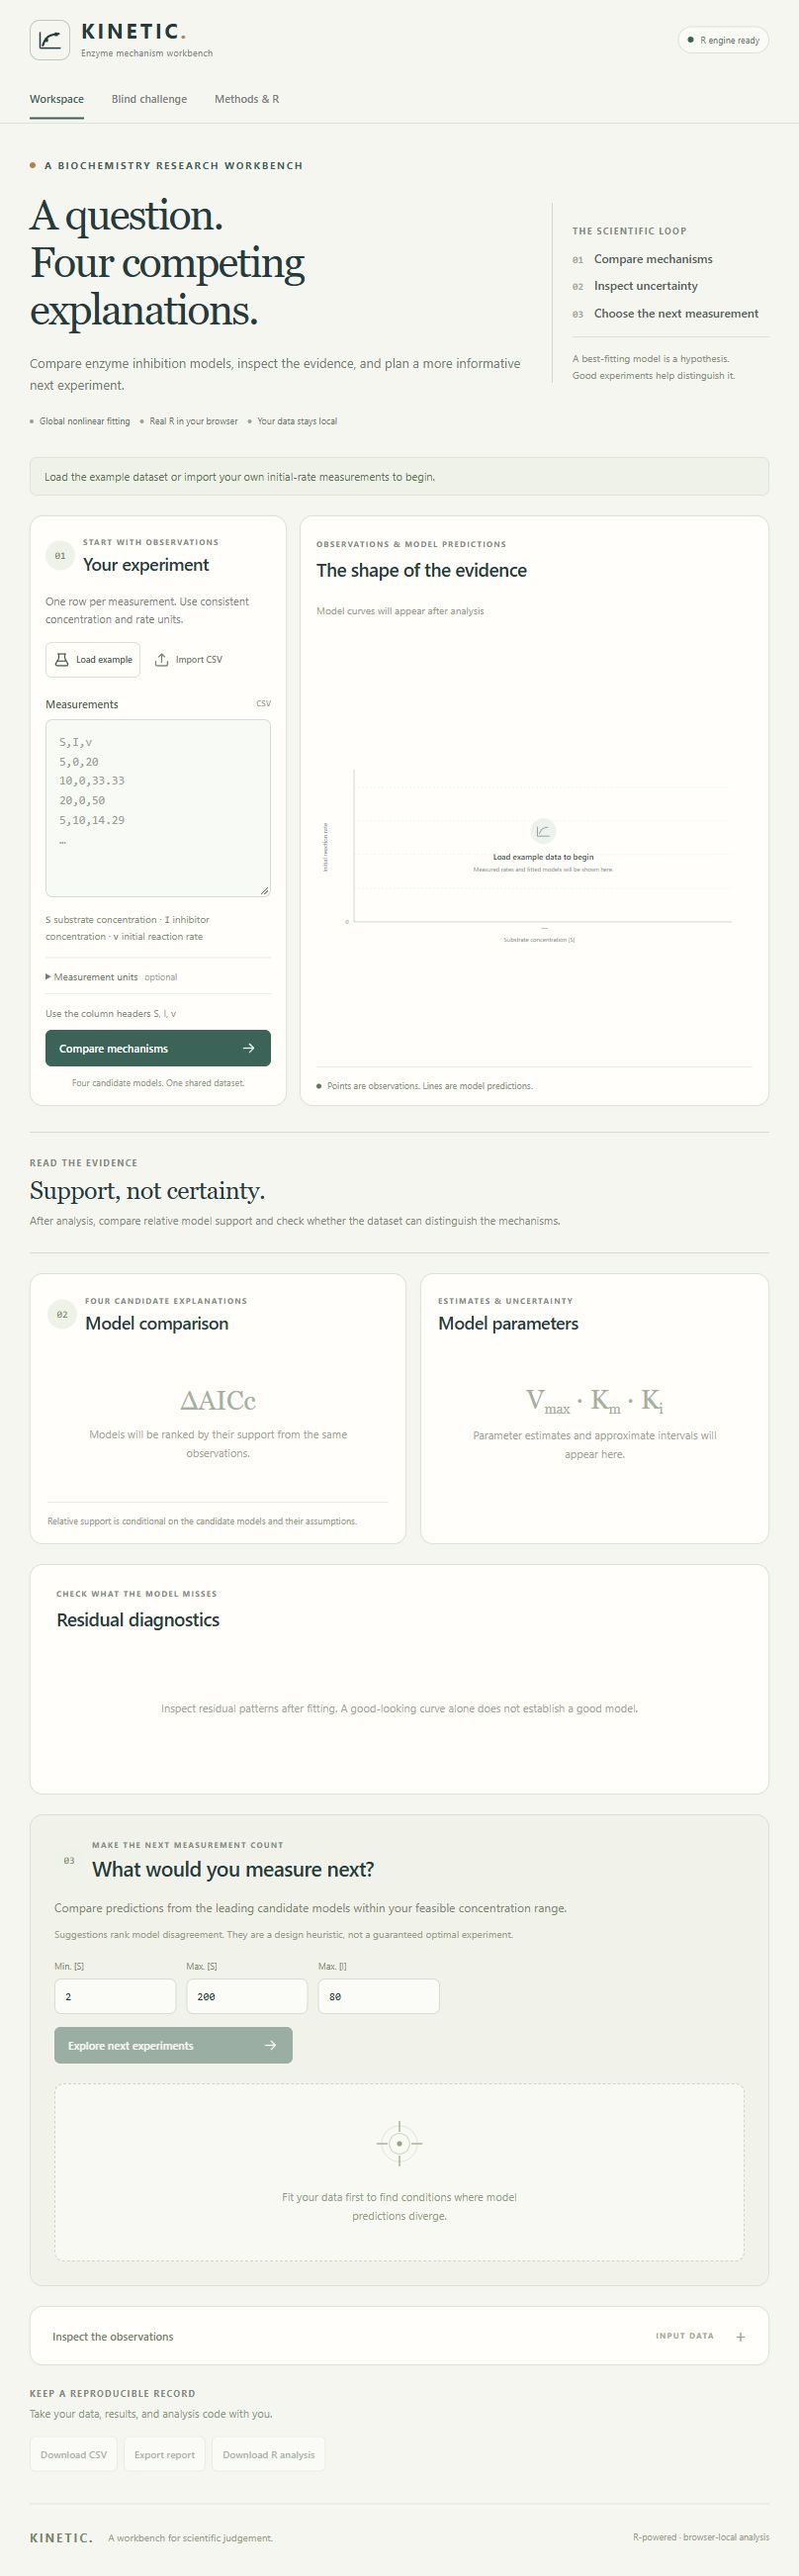 KINETIC.
Enzyme mechanism workbench
R engine ready
Workspace
Blind challenge
Methods & R
A BIOCHEMISTRY RESEARCH WORKBENCH
A question.
Four competing
explanations.
Compare enzyme inhibition models, inspect the evidence, and plan a more informative
next experiment.
Global nonlinear fitting
Real R in your browser
Your data stays local
THE SCIENTIFIC LOOP
01 Compare mechanisms
02 Inspect uncertainty
03 Choose the next measurement
A best-fitting model is a hypothesis.
Good experiments help distinguish it.
Load the example dataset or import your own initial-rate measurements to begin.
01
START WITH OBSERVATIONS
Your experiment
One row per measurement. Use consistent
concentration and rate units.
Load example
Import CSV
Measurements
CSV
S,I,v
5,0,20
10,0,33.33
20,0,50
5,10,14.29
…
S substrate concentration · I inhibitor
concentration · v initial reaction rate
Measurement units optional
Use the column headers S, I, v
Compare mechanisms
Four candidate models. One shared dataset.
OBSERVATIONS & MODEL PREDICTIONS
The shape of the evidence
Model curves will appear after analysis
Initial reaction rate
Load example data to begin
Measured rates and fitted models will be shown here.
0
—
Substrate concentration [S]
Points are observations. Lines are model predictions.
READ THE EVIDENCE
Support, not certainty.
After analysis, compare relative model support and check whether the dataset can distinguish the mechanisms.
02
FOUR CANDIDATE EXPLANATIONS
Model comparison
ΔAICc
Models will be ranked by their support from the same
observations.
Relative support is conditional on the candidate models and their assumptions.
ESTIMATES & UNCERTAINTY
Model parameters
Vmax · Km · Ki
Parameter estimates and approximate intervals will
appear here.
CHECK WHAT THE MODEL MISSES
Residual diagnostics
Inspect residual patterns after fitting. A good-looking curve alone does not establish a good model.
03
MAKE THE NEXT MEASUREMENT COUNT
What would you measure next?
Compare predictions from the leading candidate models within your feasible concentration range.
Suggestions rank model disagreement. They are a design heuristic, not a guaranteed optimal experiment.
Min. [S]
Max. [S]
Max. [I]
2
200
80
Explore next experiments
Fit your data first to find conditions where model
predictions diverge.
Inspect the observations
INPUT DATA
+
KEEP A REPRODUCIBLE RECORD
Take your data, results, and analysis code with you.
Download CSV
Export report
Download R analysis
KINETIC.
A workbench for scientific judgement.
R-powered · browser-local analysis